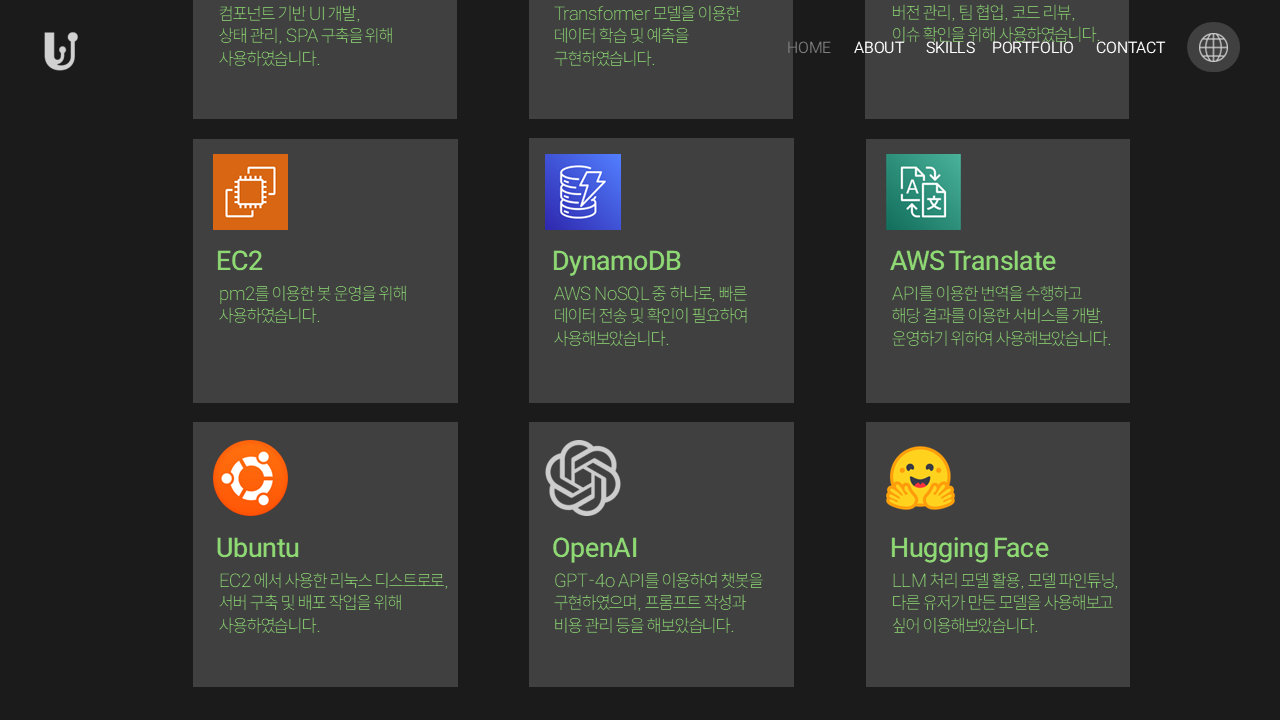 HOME
ABOUT
SKILLS
PORTFOLIO
CONTACT
컴포넌트 기반 UI 개발,
상태 관리, SPA 구축을 위해
사용하였습니다.
Transformer 모델을 이용한
데이터 학습 및 예측을
구현하였습니다.
버전 관리, 팀 협업, 코드 리뷰,
이슈 확인을 위해 사용하였습니다.
EC2
pm2를 이용한 봇 운영을 위해
사용하였습니다.
DynamoDB
AWS NoSQL 중 하나로, 빠른
데이터 전송 및 확인이 필요하여
사용해보았습니다.
AWS Translate
API를 이용한 번역을 수행하고
해당 결과를 이용한 서비스를 개발,
운영하기 위하여 사용해보았습니다.
Ubuntu
EC2 에서 사용한 리눅스 디스트로로,
서버 구축 및 배포 작업을 위해
사용하였습니다.
OpenAI
GPT-4o API를 이용하여 챗봇을
구현하였으며, 프롬프트 작성과
비용 관리 등을 해보았습니다.
Hugging Face
LLM 처리 모델 활용, 모델 파인튜닝,
다른 유저가 만든 모델을 사용해보고
싶어 이용해보았습니다.